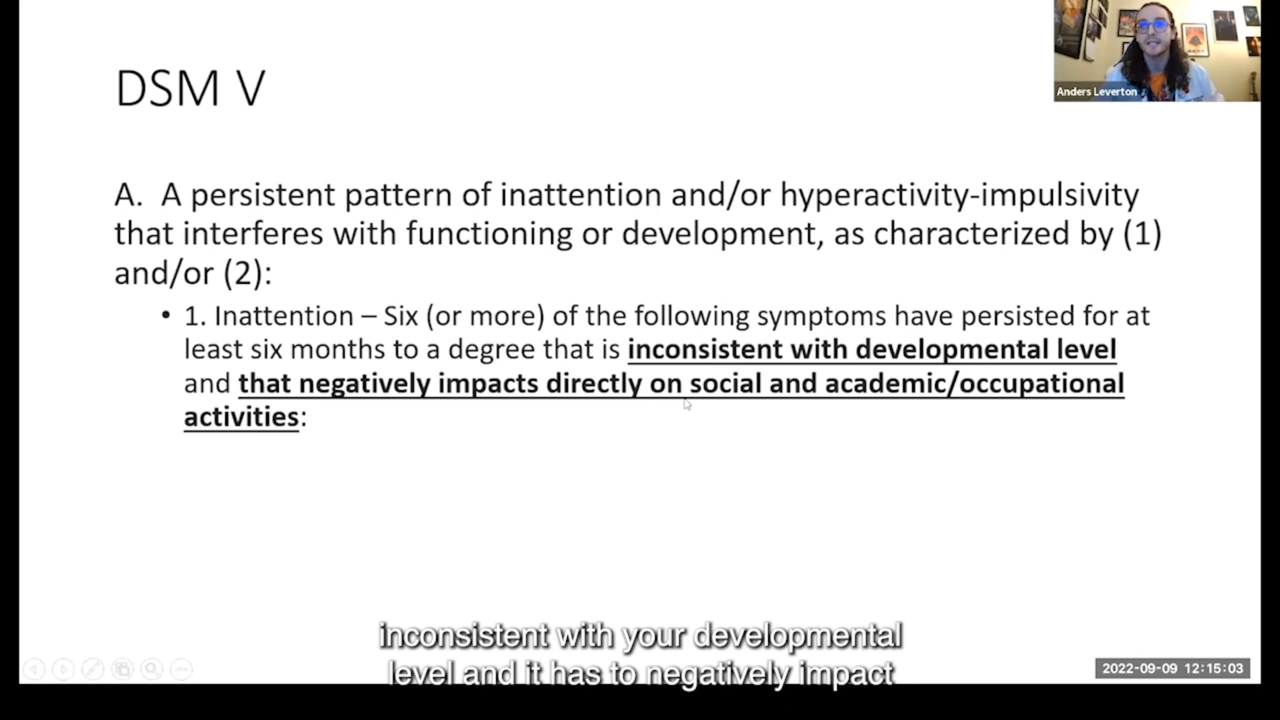 DSM V
Anders Leverton
A. A persistent pattern of inattention and/or hyperactivity-impulsivity
that interferes with functioning or development, as characterized by (1)
and/or (2):
• 1. Inattention – Six (or more) of the following symptoms have persisted for at
least six months to a degree that is inconsistent with developmental level
and that negatively impacts directly on social and academic/occupational
activities:
inconsistent with your developmental
level and it has to negatively impact
2022-09-09 12:15:03